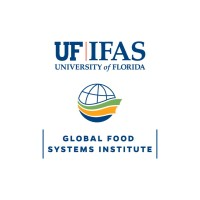 UF|IFAS
UNIVERSITY of FLORIDA
GLOBAL FOOD
SYSTEMS INSTITUTE